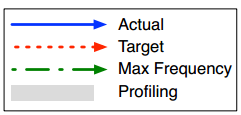 Actual
Target
Max Frequency
Profiling